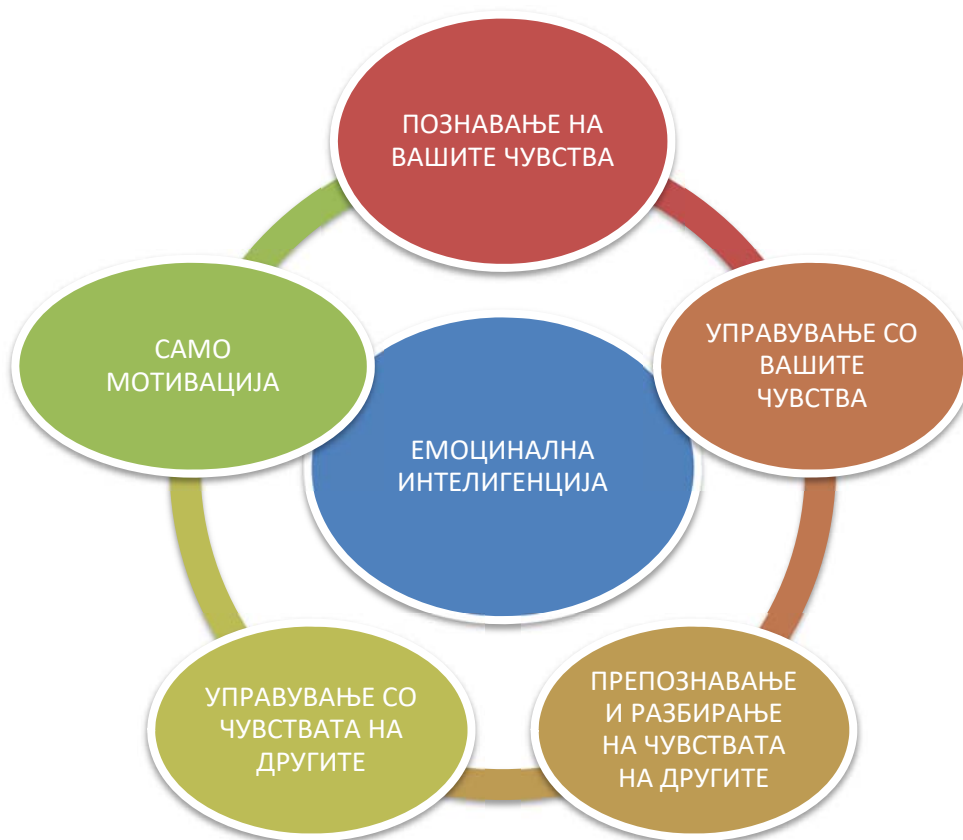 ПОЗНАВАЊЕ НА
ВАШИТЕ ЧУВСТВА
УПРАВУВАЊЕ СО
ВАШИТЕ
ЧУВСТВА
ПРЕПОЗНАВАЊЕ
И РАЗБИРАЊЕ
НА ЧУВСТВАТА
НА ДРУГИТЕ
УПРАВУВАЊЕ СО
ЧУВСТВАТА НА
ДРУГИТЕ
САМО
МОТИВАЦИЈА
ЕМОЦИНАЛНА
ИНТЕЛИГЕНЦИЈА